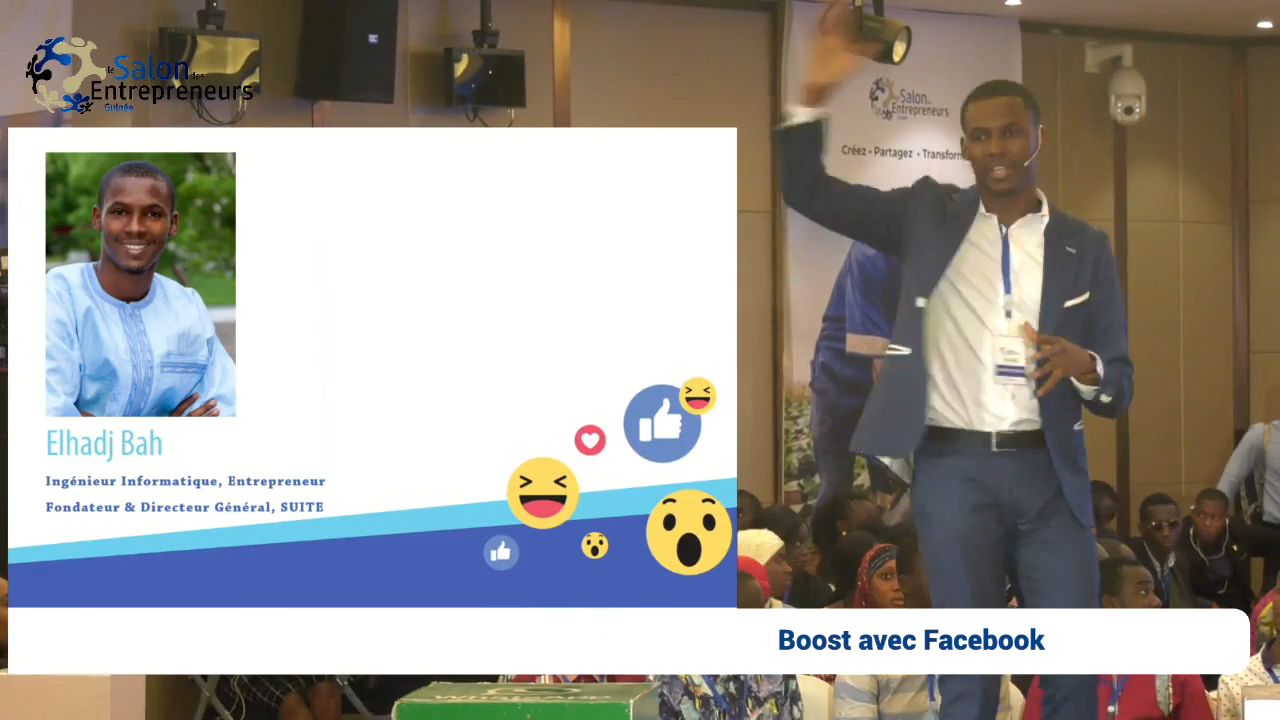 le Salon des
Entrepreneurs
Guinée
Salon des
Entrepreneurs
Créez • Partagez • Transform
Elhadj Bah
Ingénieur Informatique, Entrepreneur
Fondateur & Directeur Général, SUITE
Boost avec Facebook